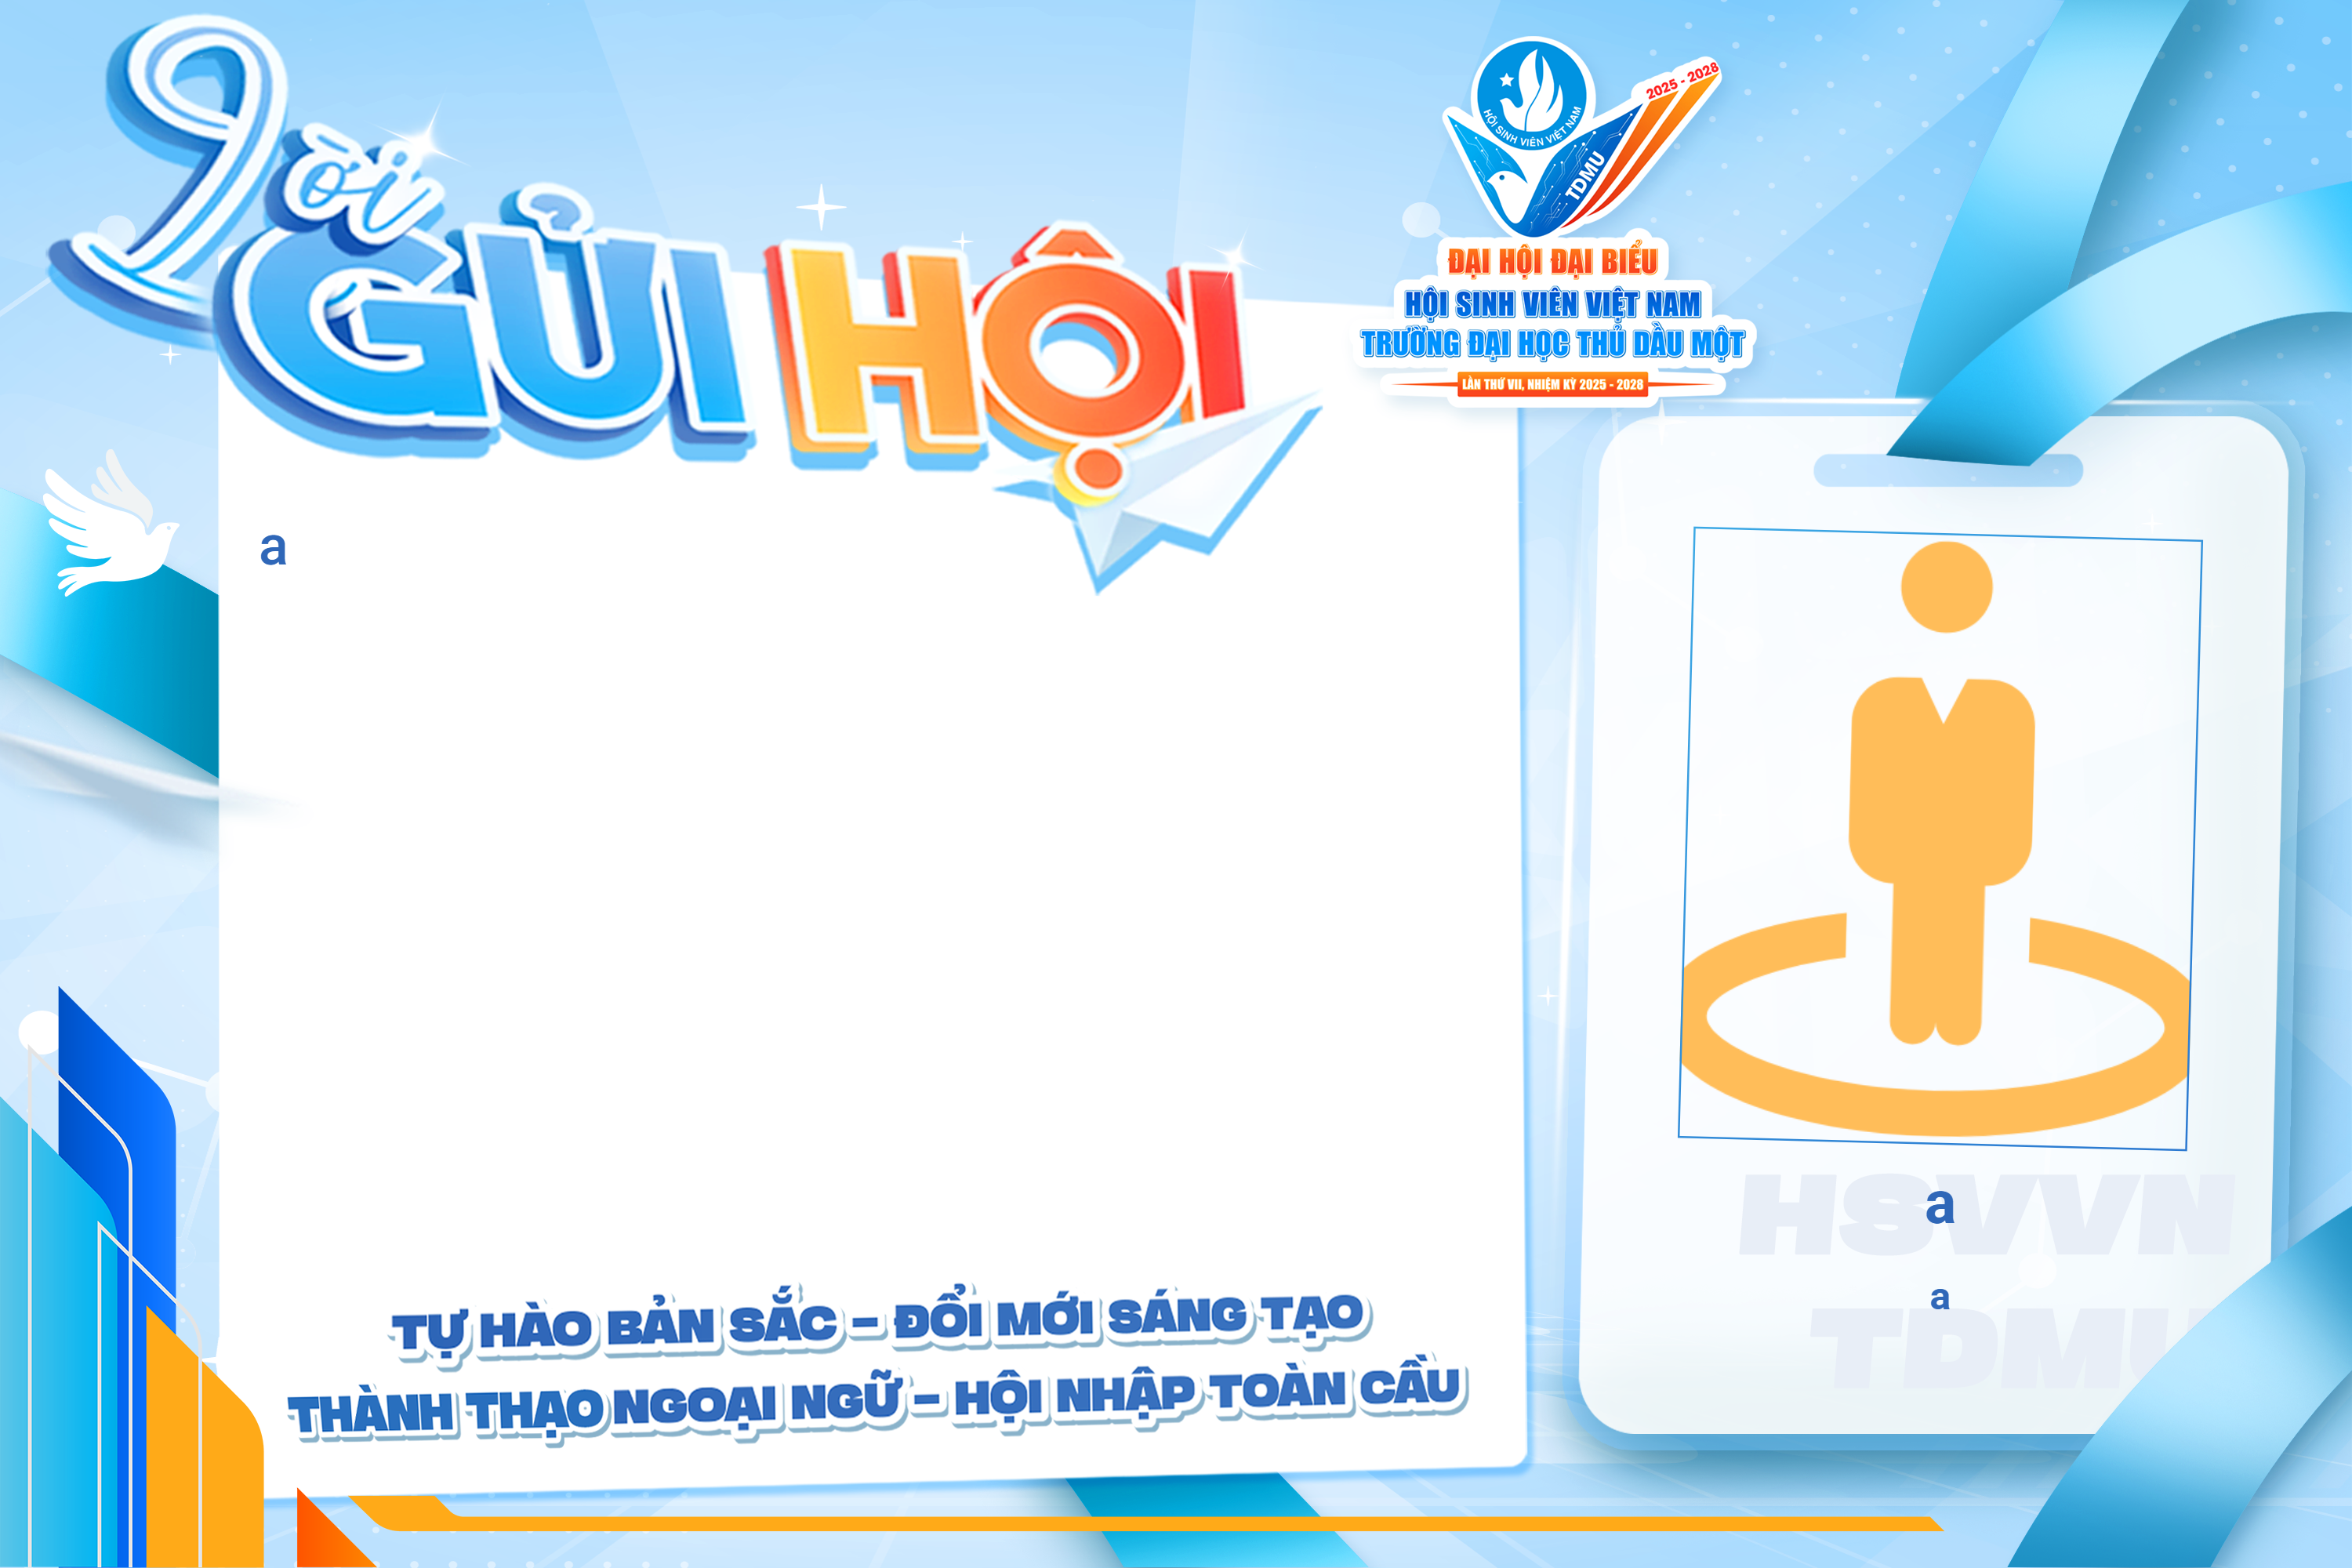 Lời
GỬI HỘI
HỘI SINH VIÊN VIỆT NAM
2025 - 2028
TDMU
ĐẠI HỘI ĐẠI BIỂU
HỘI SINH VIÊN VIỆT NAM
TRƯỜNG ĐẠI HỌC THỦ DẦU MỘT
LẦN THỨ VII, NHIỆM KỲ 2025 - 2028
a
HSVVN
a
a
TDMU
TỰ HÀO BẢN SẮC – ĐỔI MỚI SÁNG TẠO
THÀNH THẠO NGOẠI NGỮ – HỘI NHẬP TOÀN CẦU